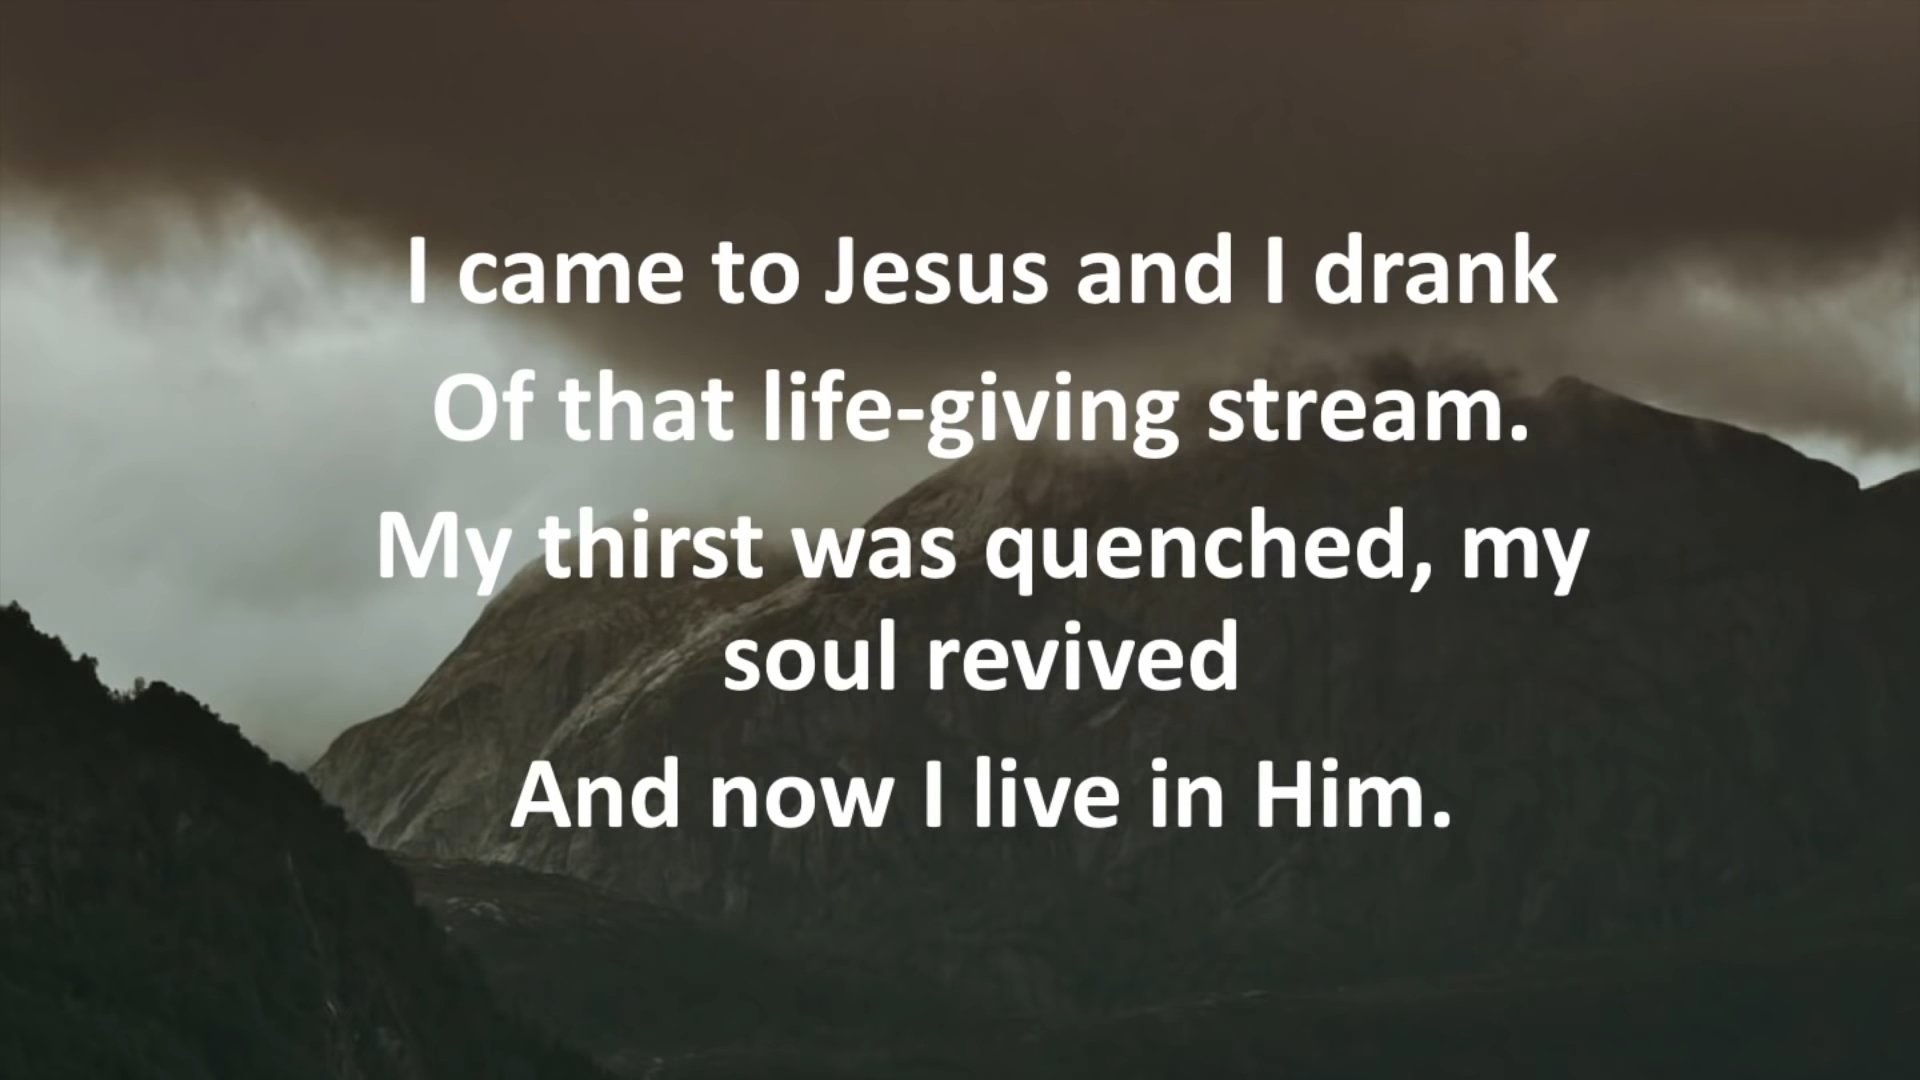 I came to Jesus and I drank
Of that life-giving stream.
My thirst was quenched, my
soul revived
And now I live in Him.